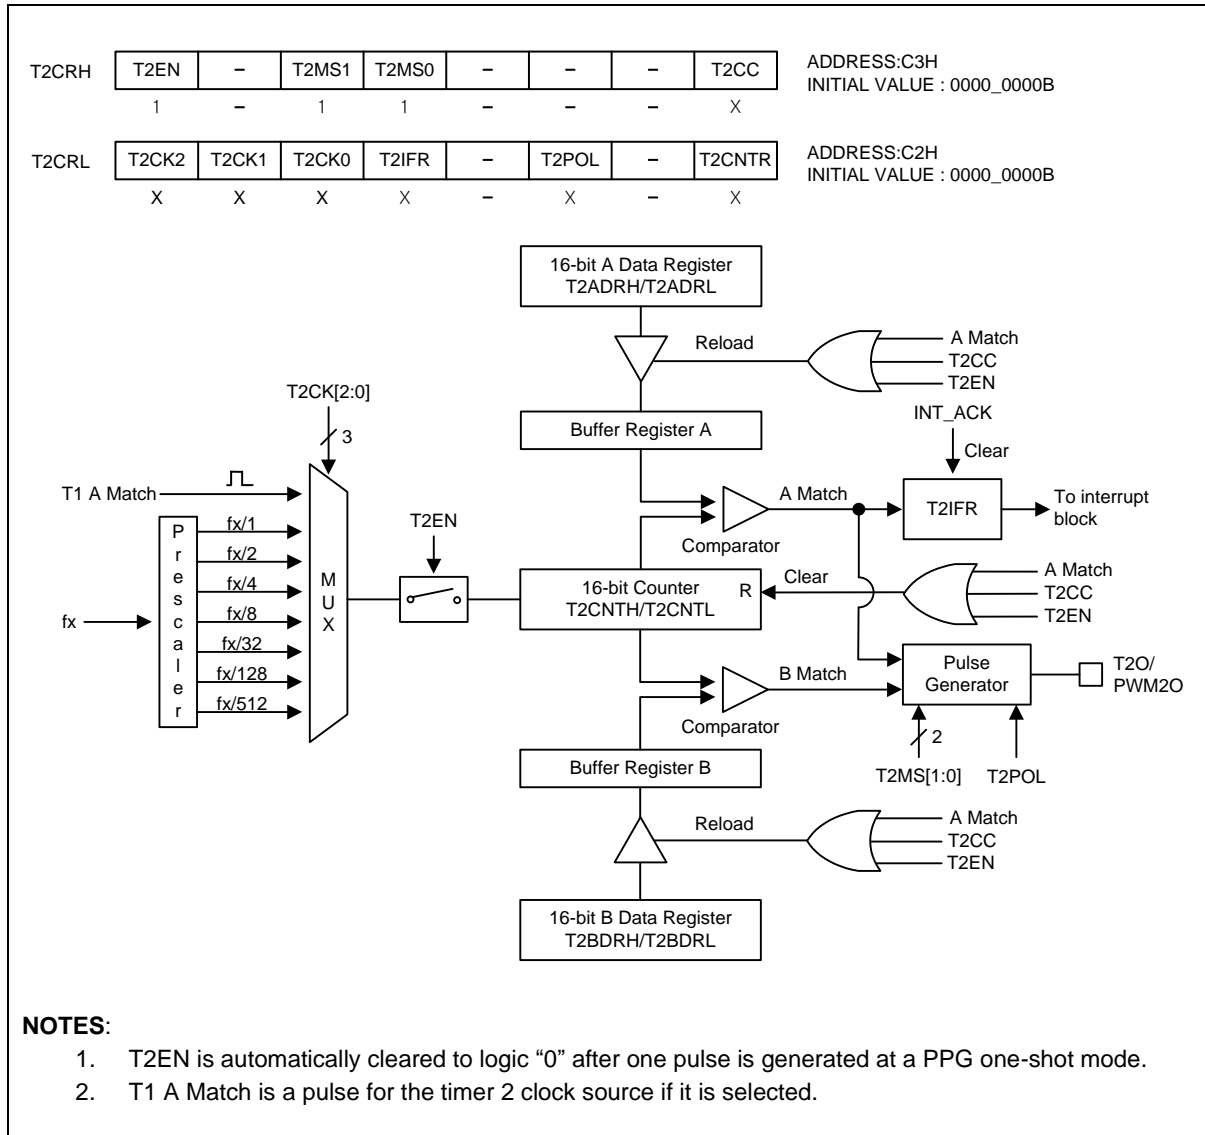 T2CRH T2EN – T2MS1 T2MS0 – – – T2CC ADDRESS:C3H
INITIAL VALUE : 0000_0000B
1 – 1 1 – – – X
T2CRL T2CK2 T2CK1 T2CK0 T2IFR – T2POL – T2CNTR ADDRESS:C2H
INITIAL VALUE : 0000_0000B
X X X X – X – X
16-bit A Data Register
T2ADRH/T2ADRL
Reload
A Match
T2CC
T2EN
T2CK[2:0]
3
Buffer Register A
INT_ACK
Clear
T1 A Match
A Match
T2IFR
To interrupt
block
Comparator
fx
Prescaler
fx/1
fx/2
fx/4
fx/8
fx/32
fx/128
fx/512
MUX
T2EN
16-bit Counter
T2CNTH/T2CNTL
R
Clear
A Match
T2CC
T2EN
B Match
Comparator
Pulse
Generator
T2O/
PWM2O
2
T2MS[1:0]
T2POL
Buffer Register B
Reload
A Match
T2CC
T2EN
16-bit B Data Register
T2BDRH/T2BDRL
NOTES:
1. T2EN is automatically cleared to logic “0” after one pulse is generated at a PPG one-shot mode.
2. T1 A Match is a pulse for the timer 2 clock source if it is selected.